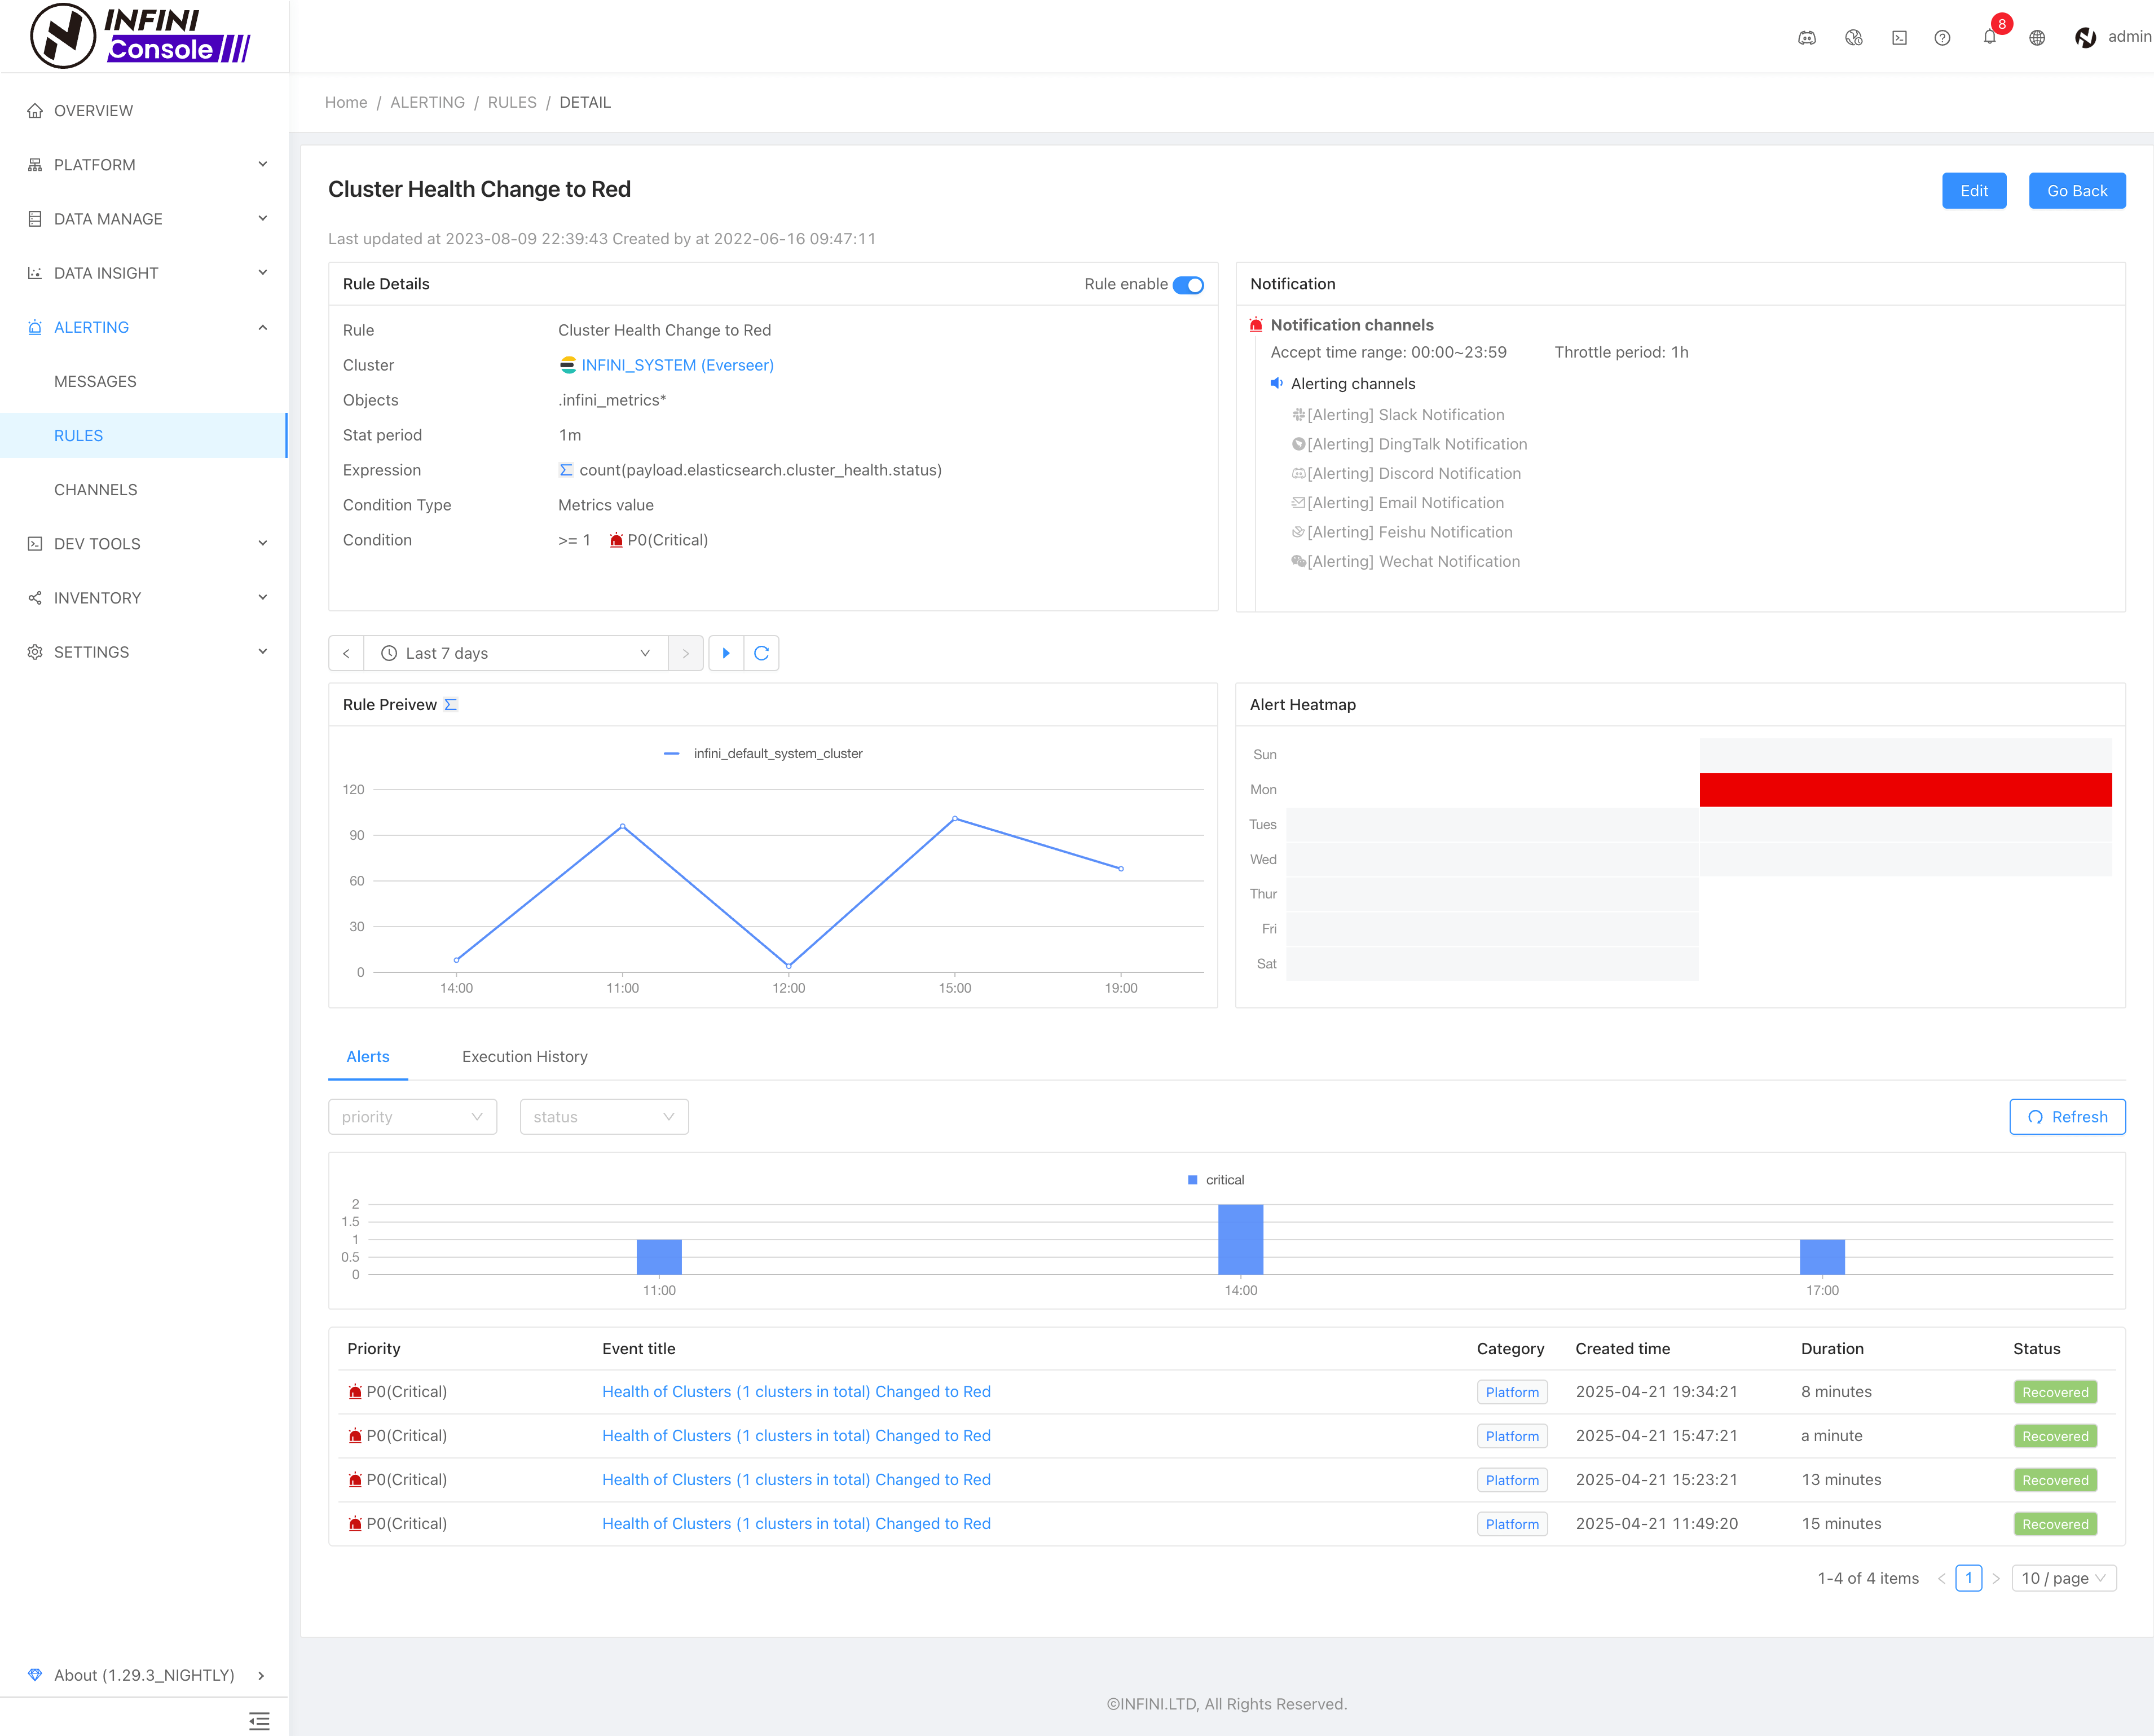 INFINI
Console
8
admin
OVERVIEW
PLATFORM
DATA MANAGE
DATA INSIGHT
ALERTING
MESSAGES
RULES
CHANNELS
DEV TOOLS
INVENTORY
SETTINGS
About (1.29.3_NIGHTLY)
Home / ALERTING / RULES / DETAIL
Cluster Health Change to Red
Edit
Go Back
Last updated at 2023-08-09 22:39:43 Created by at 2022-06-16 09:47:11
Rule Details
Rule enable
Rule Cluster Health Change to Red
Cluster INFINI_SYSTEM (Everseer)
Objects .infini_metrics*
Stat period 1m
Expression count(payload.elasticsearch.cluster_health.status)
Condition Type Metrics value
Condition >= 1 P0(Critical)
Notification
Notification channels
Accept time range: 00:00~23:59 Throttle period: 1h
Alerting channels
[Alerting] Slack Notification
[Alerting] DingTalk Notification
[Alerting] Discord Notification
[Alerting] Email Notification
[Alerting] Feishu Notification
[Alerting] Wechat Notification
Last 7 days
Rule Preivew
infini_default_system_cluster
120
90
60
30
0
14:00 11:00 12:00 15:00 19:00
Alert Heatmap
Sun
Mon
Tues
Wed
Thur
Fri
Sat
Alerts Execution History
priority status Refresh
critical
2
1.5
1
0.5
0
11:00 14:00 17:00
Priority Event title Category Created time Duration Status
P0(Critical) Health of Clusters (1 clusters in total) Changed to Red Platform 2025-04-21 19:34:21 8 minutes Recovered
P0(Critical) Health of Clusters (1 clusters in total) Changed to Red Platform 2025-04-21 15:47:21 a minute Recovered
P0(Critical) Health of Clusters (1 clusters in total) Changed to Red Platform 2025-04-21 15:23:21 13 minutes Recovered
P0(Critical) Health of Clusters (1 clusters in total) Changed to Red Platform 2025-04-21 11:49:20 15 minutes Recovered
1-4 of 4 items 1 10 / page
©INFINI.LTD, All Rights Reserved.